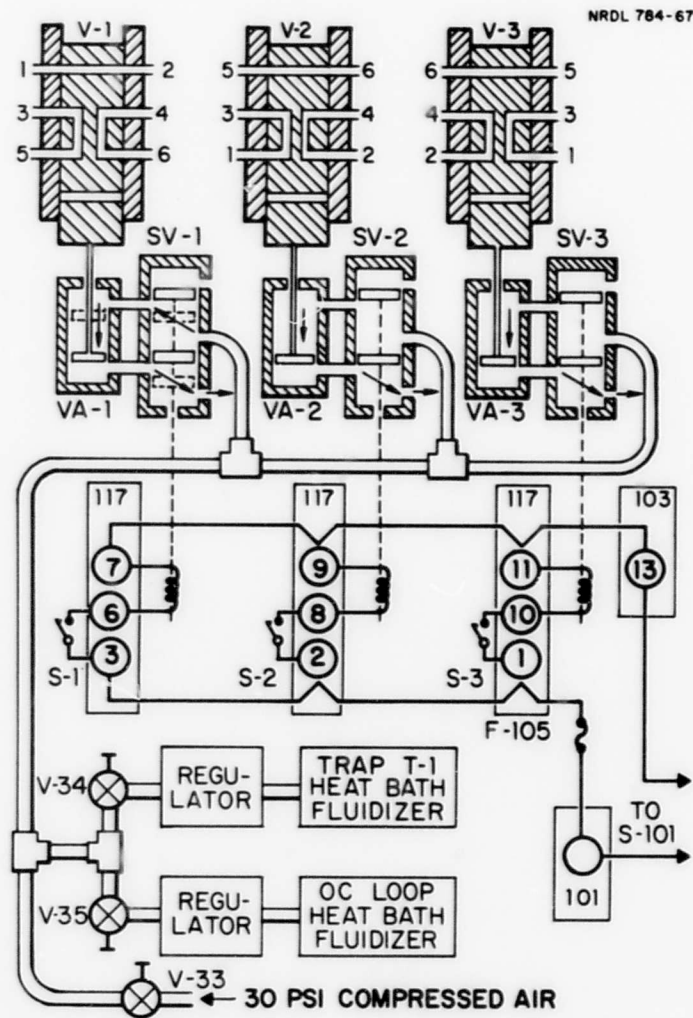 NRDL 784-67
V-1 V-2 V-3
1 2 5 6 6 5
3 4 3 4 4 3
5 6 1 2 2 1
SV-1 SV-2 SV-3
VA-1 VA-2 VA-3
117 117 117 103
7 9 11 13
6 8 10
3 2 1
S-1 S-2 S-3
F-105
V-34
REGU-
LATOR
TRAP T-1
HEAT BATH
FLUIDIZER
TO
S-101
101
V-35
REGU-
LATOR
OC LOOP
HEAT BATH
FLUIDIZER
V-33
30 PSI COMPRESSED AIR